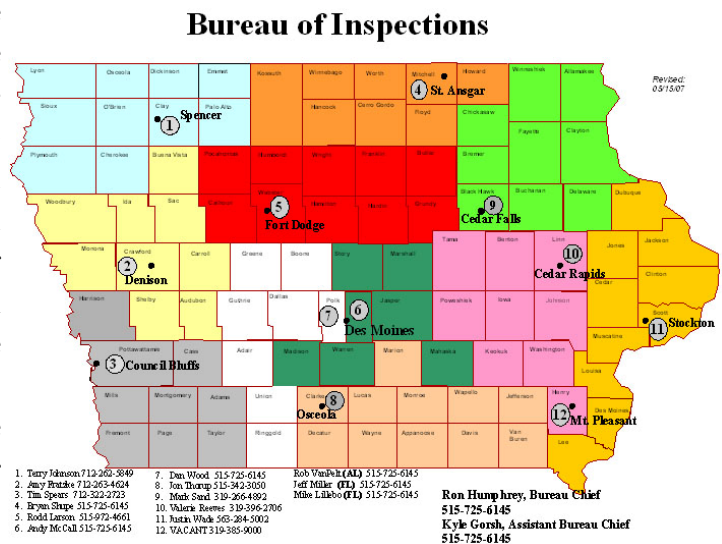 Bureau of Inspections
Revised:
05/15/07
Lyon Osceola Dickinson Emmet Kossuth Winnebago Worth Mitchell Howard Winneshiek Allamakee
4 St. Ansgar
Sioux O'Brien Clay Palo Alto Hancock Cerro Gordo Floyd Chickasaw
1 Spencer
Fayette Clayton
Plymouth Cherokee Buena Vista Pocahontas Humboldt Wright Franklin Butler Bremer
Woodbury Ida Sac Calhoun Webster Hamilton Hardin Grundy Black Hawk Buchanan Delaware Dubuque
5 Fort Dodge
9 Cedar Falls
Monona Crawford Carroll Greene Boone Story Marshall Tama Benton Linn Jones Jackson
2 Denison
10 Cedar Rapids
Clinton
Cedar
Harrison Shelby Audubon Guthrie Dallas Polk Jasper Poweshiek Iowa Johnson Scott
7 6 Des Moines
11 Stockton
Muscatine
Pottawattamie Cass Adair Madison Warren Marion Mahaska Keokuk Washington
3 Council Bluffs
Louisa
Mills Montgomery Adams Union Clarke Lucas Monroe Wapello Jefferson Henry
8 Osceola
12 Mt. Pleasant
Des Moines
Fremont Page Taylor Ringgold Decatur Wayne Appanoose Davis Van Buren Lee
1. Terry Johnson 712-262-5849
2. Amy Pratzke 712-263-4624
3. Tim Spears 712-322-2723
4. Bryan Shupe 515-725-6145
5. Rodd Larson 515-972-4661
6. Andy McCall 515-725-6145
7. Dan Wood 515-725-6145
8. Jon Thorup 515-342-3050
9. Mark Sand 319-266-4892
10. Valerie Reeves 319-396-2706
11. Justin Wade 563-284-5002
12. VACANT 319-385-9000
Rob VanPelt (AL) 515-725-6145
Jeff Miller (FL) 515-725-6145
Mike Lillebo (FL) 515-725-6145
Ron Humphrey, Bureau Chief
515-725-6145
Kyle Gorsh, Assistant Bureau Chief
515-725-6145